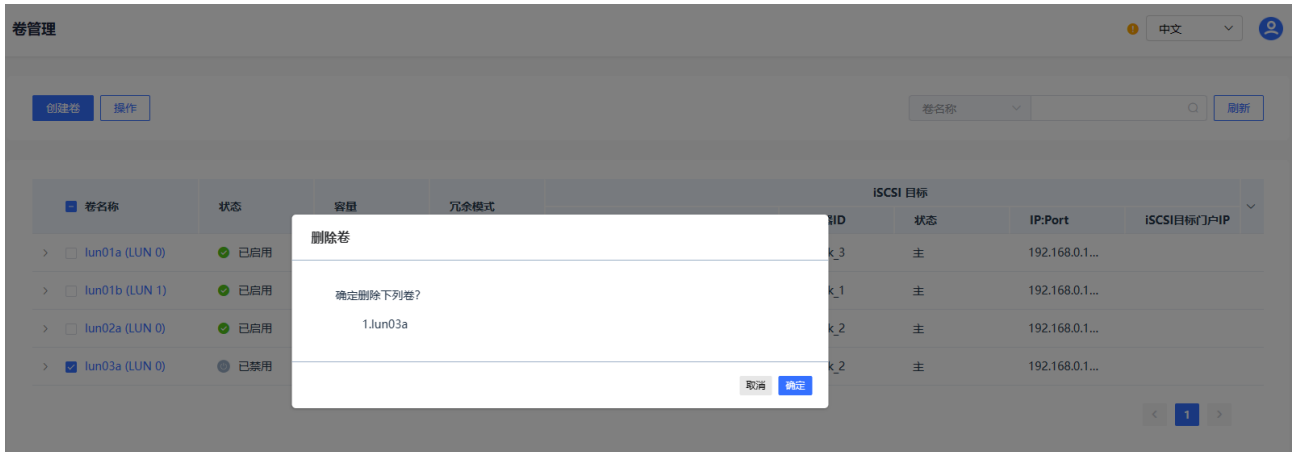 卷管理
中文
创建卷 操作 卷名称 刷新
iSCSI 目标
卷名称 状态 容量 冗余模式 IP:Port iSCSI目标门户IP
状态
删除卷
lun01a (LUN 0) 已启用 k_3 主 192.168.0.1...
确定删除下列卷?
lun01b (LUN 1) 已启用 k_1 主 192.168.0.1...
1.lun03a
lun02a (LUN 0) 已启用 k_2 主 192.168.0.1...
lun03a (LUN 0) 已禁用 k_2 主 192.168.0.1...
取消 确定
1